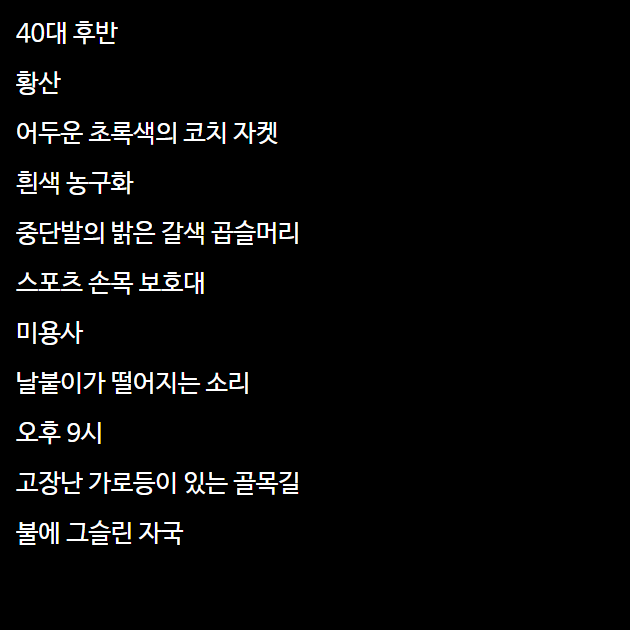 40대 후반
황산
어두운 초록색의 코치 자켓
흰색 농구화
중단발의 밝은 갈색 곱슬머리
스포츠 손목 보호대
미용사
날붙이가 떨어지는 소리
오후 9시
고장난 가로등이 있는 골목길
불에 그슬린 자국